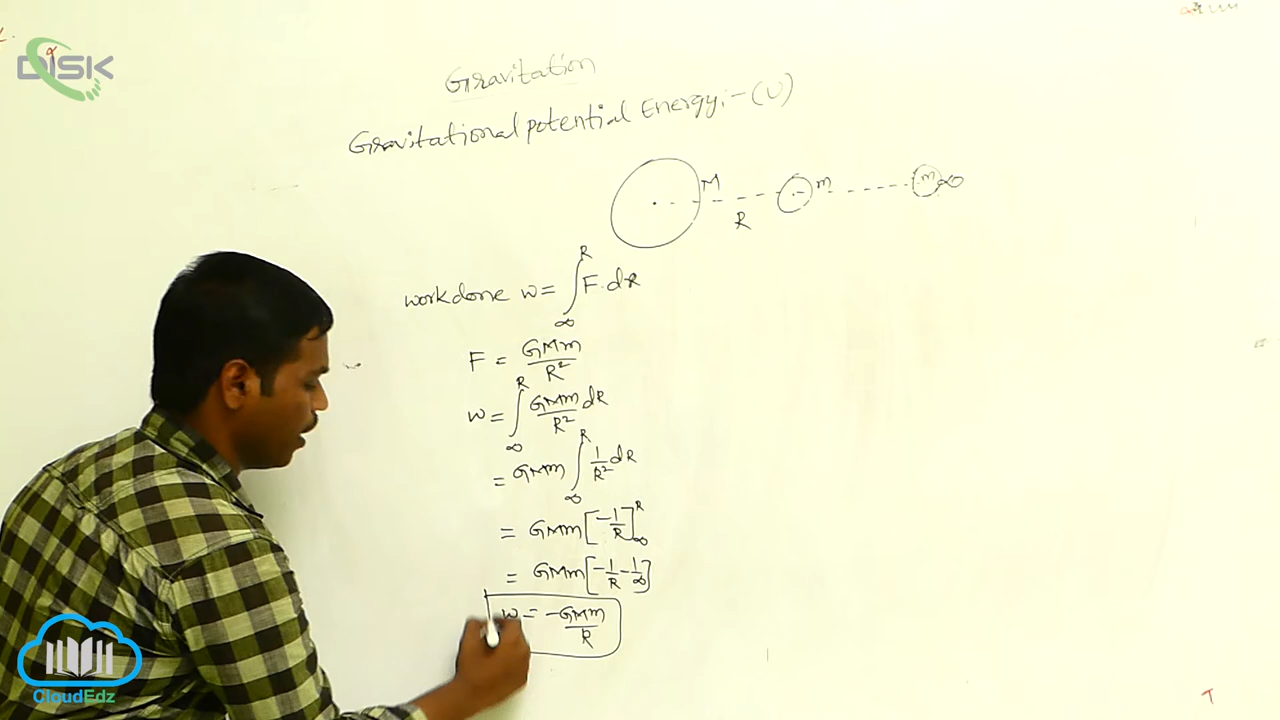 DISK
Gravitation
Gravitational potential Energy:-(U)
M R m m ∞
workdone W = ∫_∞^R F.dR
F = GMm/R²
W = ∫_∞^R GMm/R² dR
= GMm ∫_∞^R 1/R² dR
= GMm [-1/R]_∞^R
= GMm [-1/R - 1/∞]
W = -GMm/R
CloudEdz